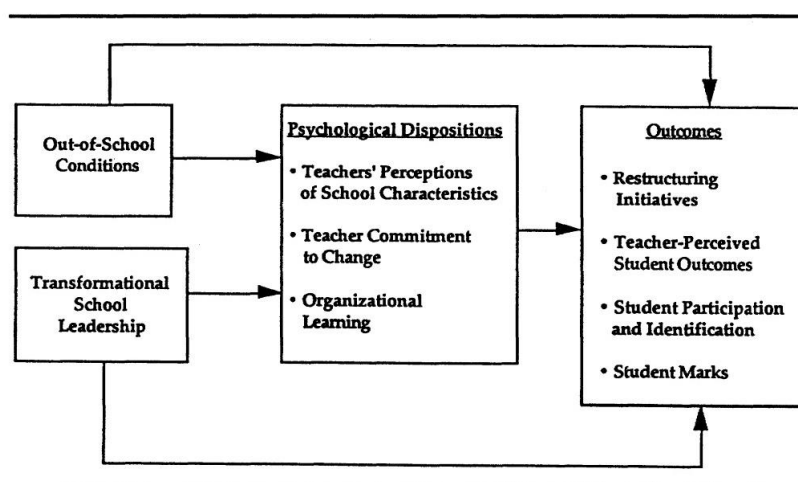 Out-of-School
Conditions
Transformational
School
Leadership
Psychological Dispositions
• Teachers' Perceptions
of School Characteristics
• Teacher Commitment
to Change
• Organizational
Learning
Outcomes
• Restructuring
Initiatives
• Teacher-Perceived
Student Outcomes
• Student Participation
and Identification
• Student Marks